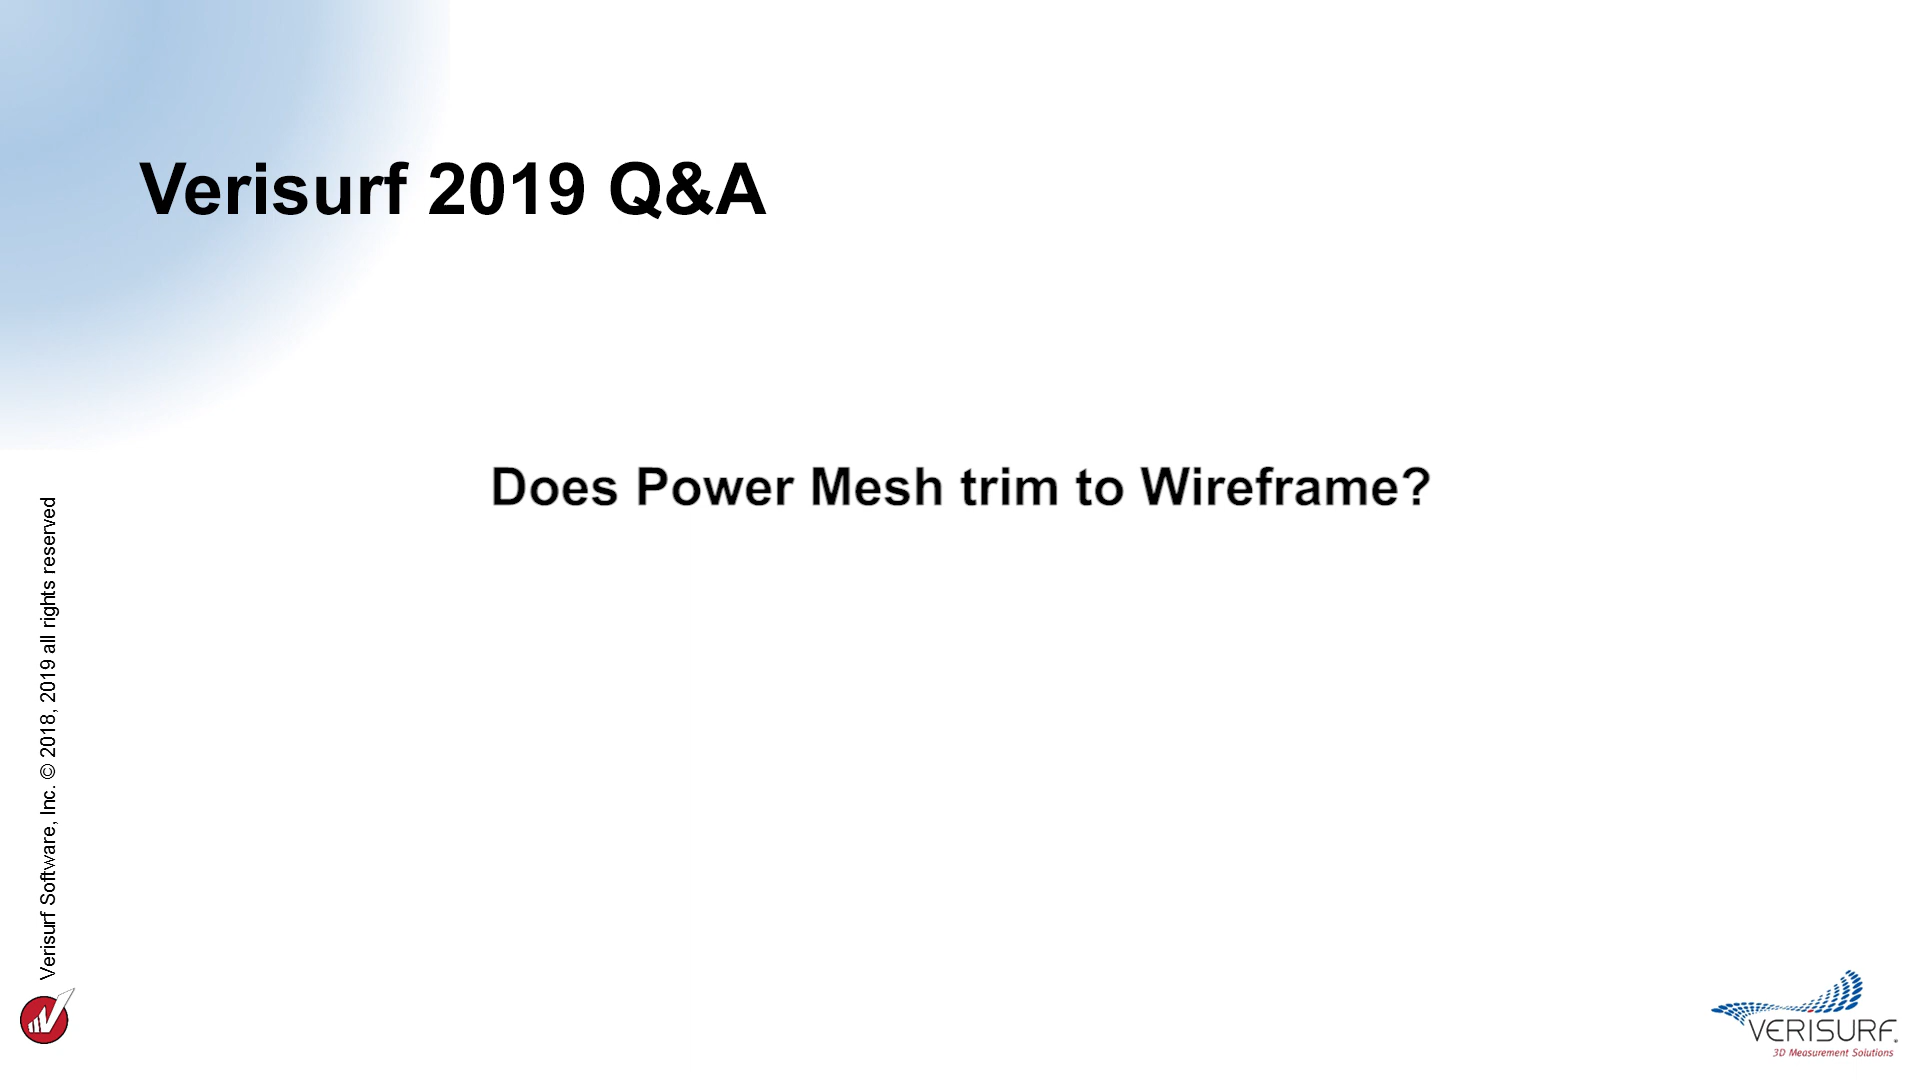 Verisurf 2019 Q&A
Does Power Mesh trim to Wireframe?
Verisurf Software, Inc. © 2018, 2019 all rights reserved
VERISURF®
3D Measurement Solutions